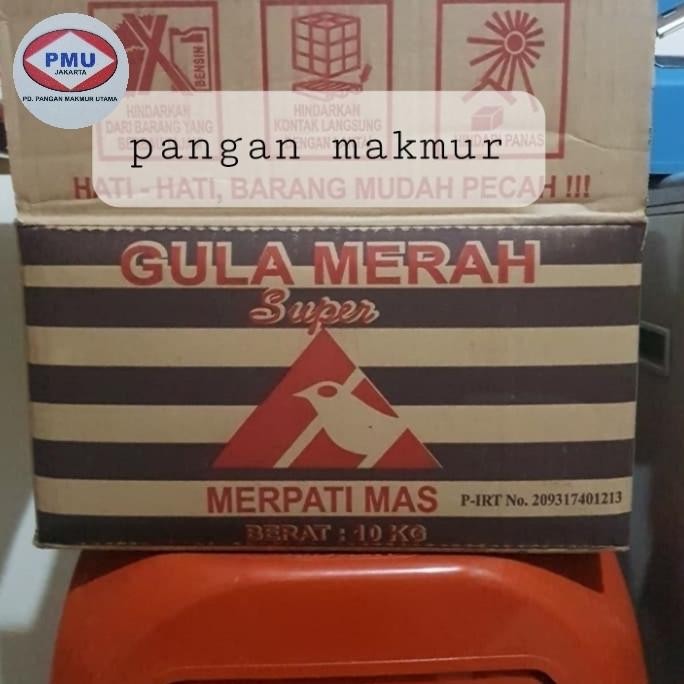 PMU
JAKARTA
PD. PANGAN MAKMUR UTAMA
BENSIN
HINDARKAN
DARI BARANG YANG
HINDARKAN
KONTAK LANGSUNG
HINDARI PANAS
pangan makmur
HATI - HATI, BARANG MUDAH PECAH !!!
GULA MERAH
Super
MERPATI MAS
P-IRT No. 209317401213
BERAT : 10 KG